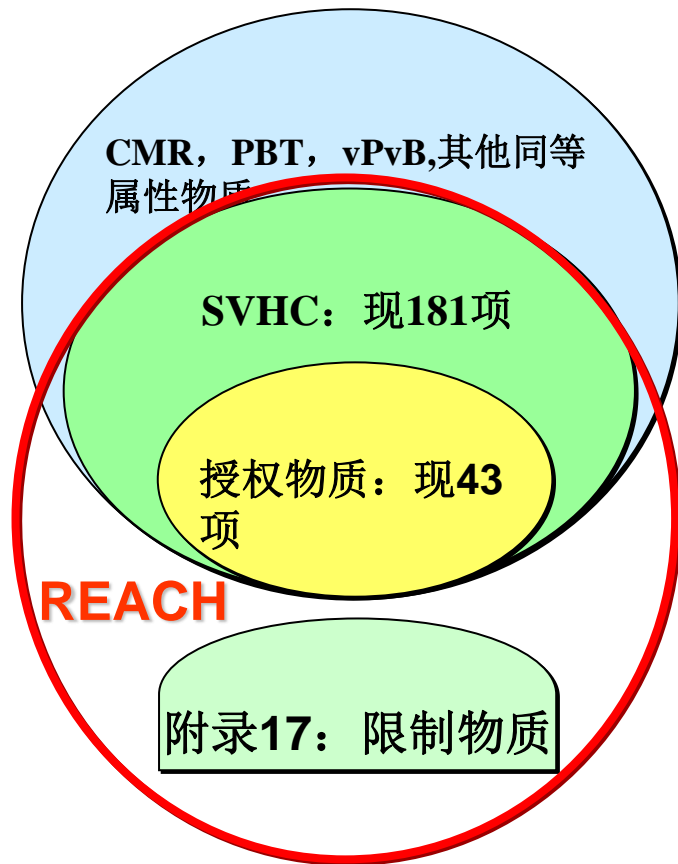 CMR，PBT，vPvB,其他同等
属性物质
SVHC：现181项
授权物质：现43
项
REACH
附录17：限制物质